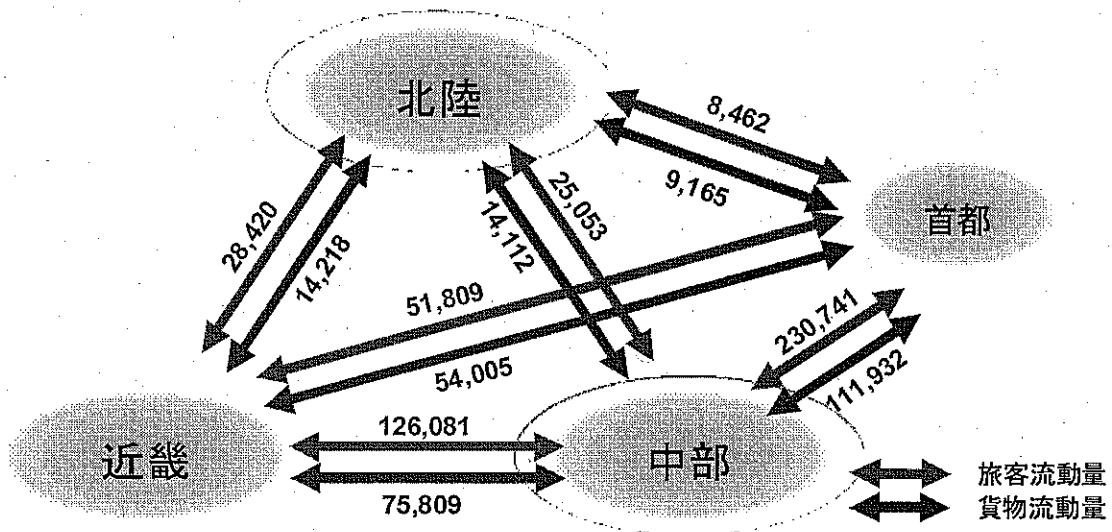 北陸
8,462
9,165
首都
28,420
14,218
14,112
25,053
51,809
54,005
230,741
111,932
近畿
126,081
75,809
中部
旅客流動量
貨物流動量